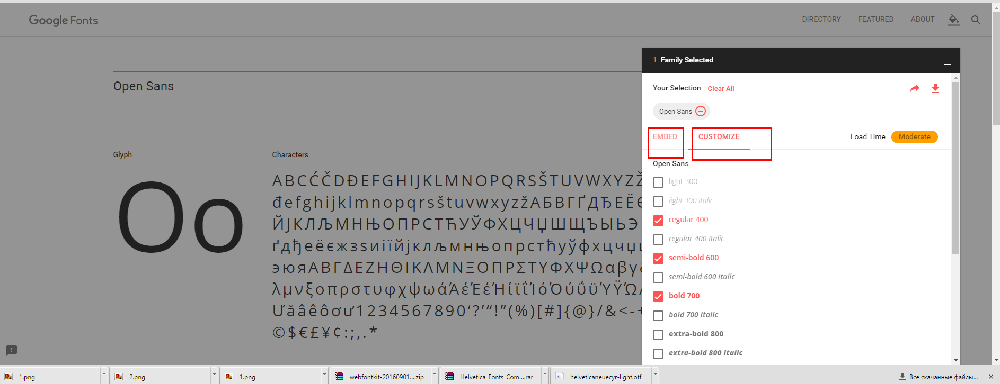 Google Fonts
DIRECTORY
FEATURED
ABOUT
Open Sans
Glyph
Characters
Oo
ABCĆČDĐEFGHIJKLMNOPQRSŠTUVWXYZŽ
đefghijklmnopqrsštuvwxyzžАБВГҐДЂЕЁЄ
ЙЈКЛЉМНЊОПРСТЋУЎФХЦЧЏШЩЪЫЬЭ
ґдђеёєжзѕиіїйјклљмнњопрстћуўфхцчџ
эюяΑΒΓΔΕΖΗΘΙΚΛΜΝΞΟΠΡΣΤΥΦΧΨΩαβγ
λμνξοπρστυφχψωάΆέΈέΉίϊΐΊόΌύΰϋΎΫΏ
Ưăâêôơư1234567890‘?’“!”(%)[#]{@}/&<-+
©$€£¥¢:;,.*
1 Family Selected
Your Selection Clear All
Open Sans
EMBED
CUSTOMIZE
Load Time Moderate
Open Sans
light 300
light 300 Italic
regular 400
regular 400 Italic
semi-bold 600
semi-bold 600 Italic
bold 700
bold 700 Italic
extra-bold 800
extra-bold 800 Italic
1.png
2.png
1.png
webfontkit-20160901....zip
Helvetica_Fonts_Com....rar
helveticaneuecyr-light.otf
Все скачанные файлы...